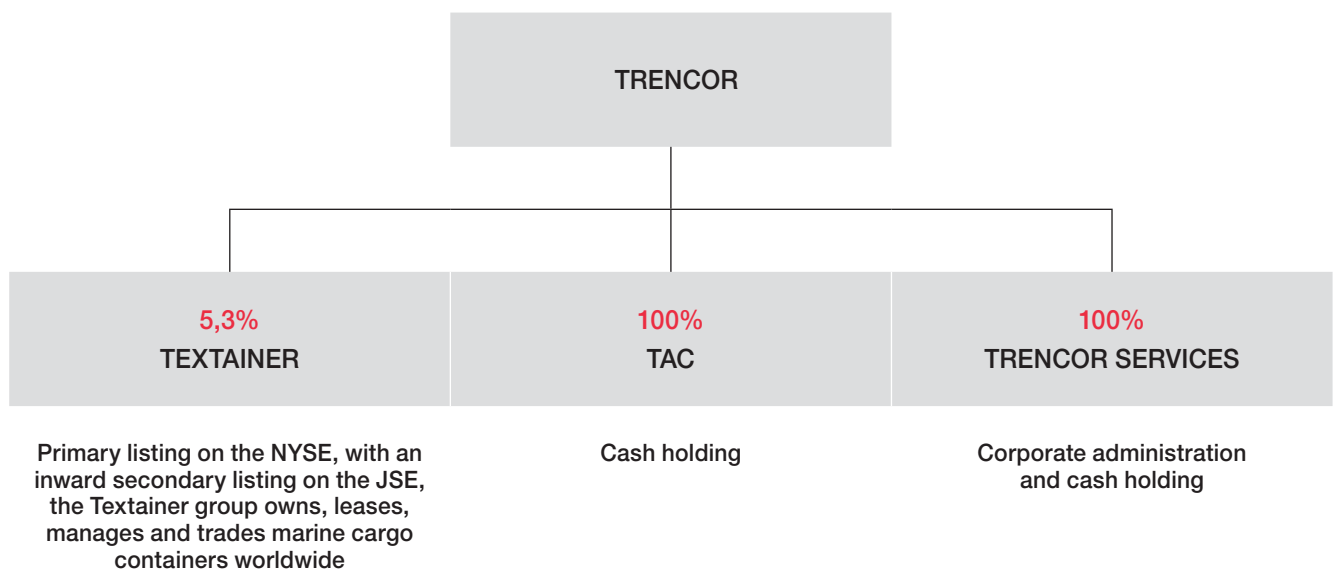 TRENCOR
5,3%
TEXTAINER
100%
TAC
100%
TRENCOR SERVICES
Primary listing on the NYSE, with an
inward secondary listing on the JSE,
the Textainer group owns, leases,
manages and trades marine cargo
containers worldwide
Cash holding
Corporate administration
and cash holding